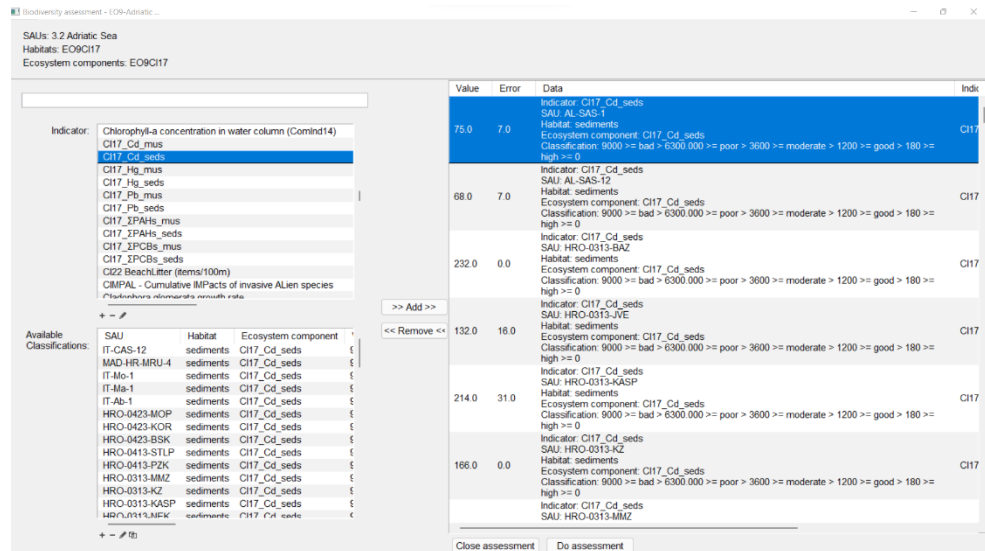 Biodiversity assessment - EO9-Adriatic ...
SAUs: 3.2 Adriatic Sea
Habitats: EO9CI17
Ecosystem components: EO9CI17
Indicator:
Chlorophyll-a concentration in water column (ComInd14)
CI17_Cd_mus
CI17_Cd_seds
CI17_Hg_mus
CI17_Hg_seds
CI17_Pb_mus
CI17_Pb_seds
CI17_ΣPAHs_mus
CI17_ΣPAHs_seds
CI17_ΣPCBs_mus
CI17_ΣPCBs_seds
CI22 BeachLitter (items/100m)
CIMPAL - Cumulative IMPacts of invasive ALien species
Cladophora glomerata growth rate
>> Add >>
<< Remove <<
Available
Classifications:
SAU Habitat Ecosystem component
IT-CAS-12 sediments CI17_Cd_seds
MAD-HR-MRU-4 sediments CI17_Cd_seds
IT-Mo-1 sediments CI17_Cd_seds
IT-Ma-1 sediments CI17_Cd_seds
IT-Ab-1 sediments CI17_Cd_seds
HRO-0423-MOP sediments CI17_Cd_seds
HRO-0423-KOR sediments CI17_Cd_seds
HRO-0423-BSK sediments CI17_Cd_seds
HRO-0413-STLP sediments CI17_Cd_seds
HRO-0413-PZK sediments CI17_Cd_seds
HRO-0313-MMZ sediments CI17_Cd_seds
HRO-0313-KZ sediments CI17_Cd_seds
HRO-0313-KASP sediments CI17_Cd_seds
HRO-0313-NEK sediments CI17_Cd_seds
Value Error Data Indic
Indicator: CI17_Cd_seds
SAU: AL-SAS-1
Habitat: sediments
75.0 7.0 Ecosystem component: CI17_Cd_seds CI17
Classification: 9000 >= bad > 6300.000 >= poor > 3600 >= moderate > 1200 >= good > 180 >=
high >= 0
Indicator: CI17_Cd_seds
SAU: AL-SAS-12
Habitat: sediments
68.0 7.0 Ecosystem component: CI17_Cd_seds CI17
Classification: 9000 >= bad > 6300.000 >= poor > 3600 >= moderate > 1200 >= good > 180 >=
high >= 0
Indicator: CI17_Cd_seds
SAU: HRO-0313-BAZ
Habitat: sediments
232.0 0.0 Ecosystem component: CI17_Cd_seds CI17
Classification: 9000 >= bad > 6300.000 >= poor > 3600 >= moderate > 1200 >= good > 180 >=
high >= 0
Indicator: CI17_Cd_seds
SAU: HRO-0313-JVE
Habitat: sediments
132.0 16.0 Ecosystem component: CI17_Cd_seds CI17
Classification: 9000 >= bad > 6300.000 >= poor > 3600 >= moderate > 1200 >= good > 180 >=
high >= 0
Indicator: CI17_Cd_seds
SAU: HRO-0313-KASP
Habitat: sediments
214.0 31.0 Ecosystem component: CI17_Cd_seds CI17
Classification: 9000 >= bad > 6300.000 >= poor > 3600 >= moderate > 1200 >= good > 180 >=
high >= 0
Indicator: CI17_Cd_seds
SAU: HRO-0313-KZ
Habitat: sediments
166.0 0.0 Ecosystem component: CI17_Cd_seds CI17
Classification: 9000 >= bad > 6300.000 >= poor > 3600 >= moderate > 1200 >= good > 180 >=
high >= 0
Indicator: CI17_Cd_seds
SAU: HRO-0313-MMZ
Close assessment Do assessment